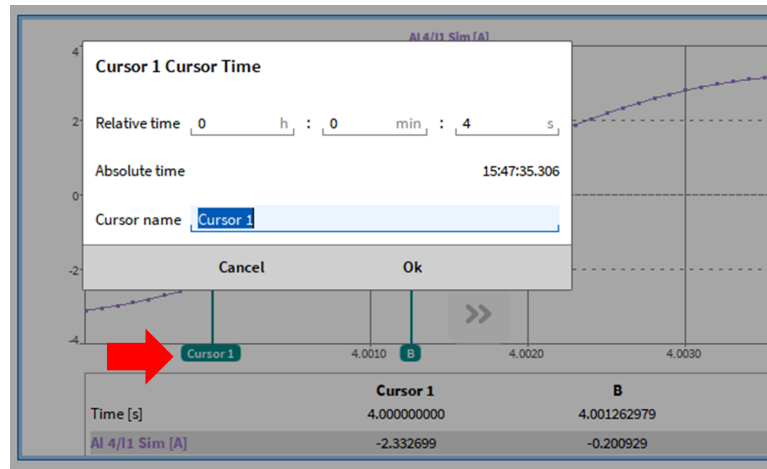 AI 4/I1 Sim [A]
4
Cursor 1 Cursor Time
2
Relative time 0 h : 0 min : 4 s
Absolute time 15:47:35.306
0
Cursor name Cursor 1
Cancel Ok
-2
-4
Cursor 1 4.0010 B 4.0020 4.0030
Cursor 1 B
Time [s] 4.000000000 4.001262979
AI 4/I1 Sim [A] -2.332699 -0.200929